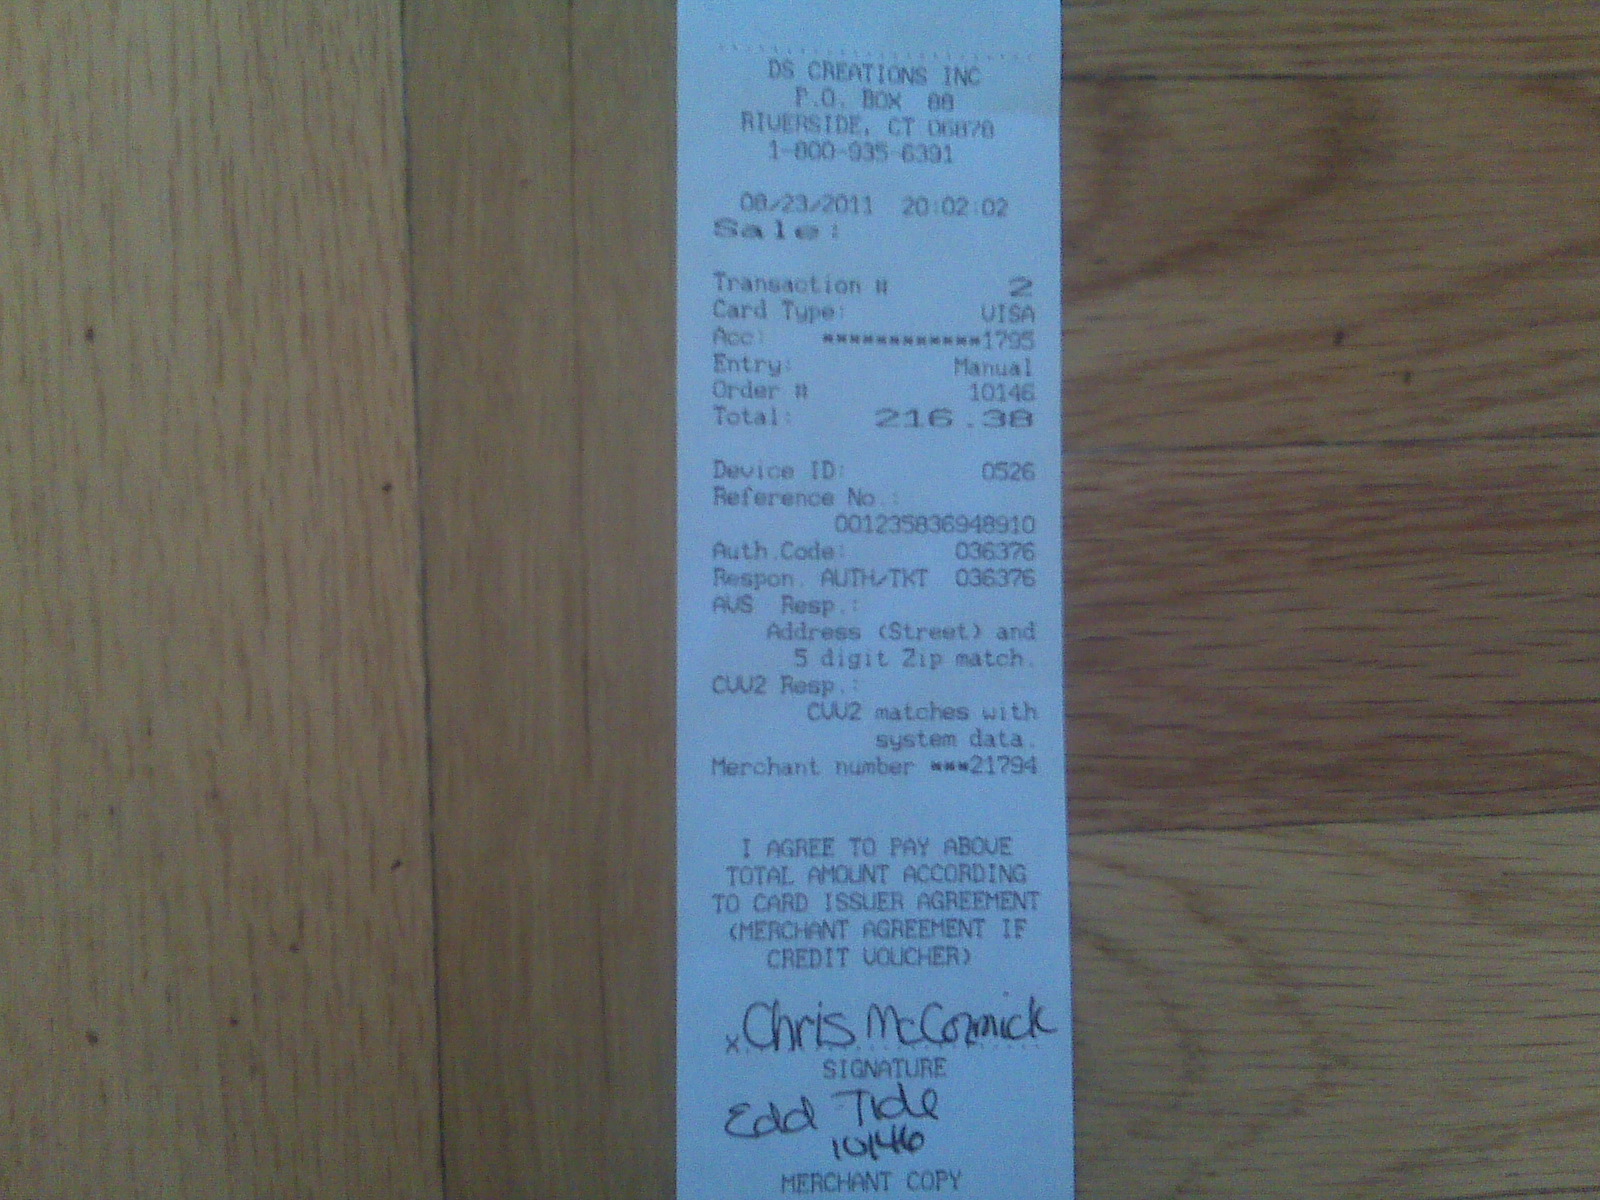 DS CREATIONS INC
P.O. BOX 88
RIVERSIDE, CT 06878
1-800-935-6391
08/23/2011 20:02:02
Sale:
Transaction # 2
Card Type: VISA
Acc: ************1795
Entry: Manual
Order # 10146
Total: 216.38
Device ID: 0526
Reference No.:
001235836948910
Auth.Code: 036376
Respon. AUTH/TKT 036376
AVS Resp.:
Address (Street) and
5 digit Zip match.
CVV2 Resp.:
CVV2 matches with
system data.
Merchant number ***21794
I AGREE TO PAY ABOVE
TOTAL AMOUNT ACCORDING
TO CARD ISSUER AGREEMENT
(MERCHANT AGREEMENT IF
CREDIT VOUCHER)
x Chris McCormick
SIGNATURE
Edd Tide
10146
MERCHANT COPY